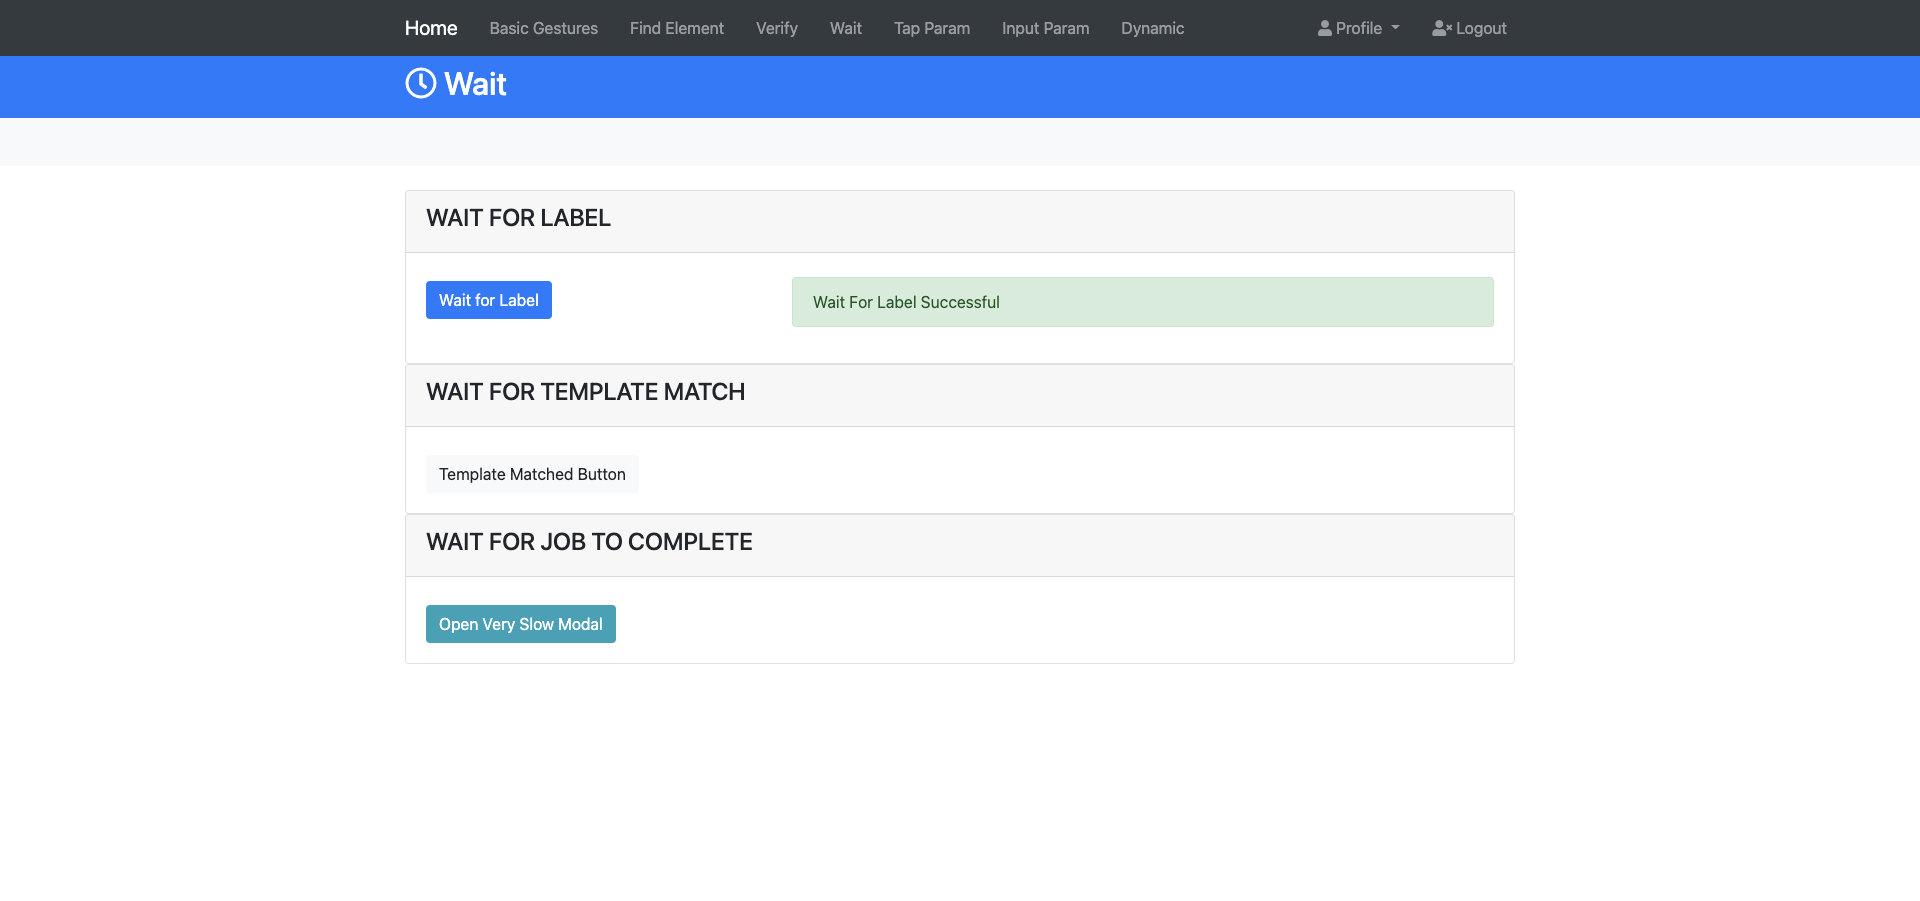 Home Basic Gestures Find Element Verify Wait Tap Param Input Param Dynamic Profile Logout
Wait
WAIT FOR LABEL
Wait for Label Wait For Label Successful
WAIT FOR TEMPLATE MATCH
Template Matched Button
WAIT FOR JOB TO COMPLETE
Open Very Slow Modal